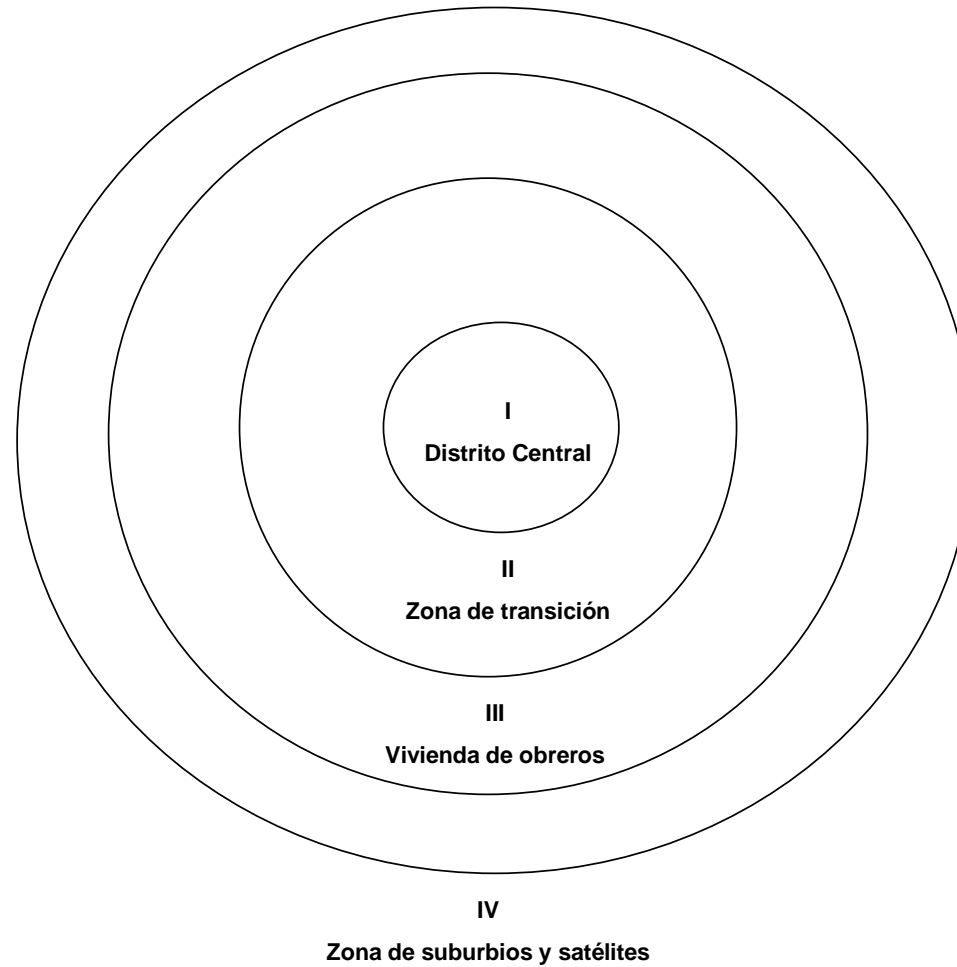 I
Distrito Central
II
Zona de transición
III
Vivienda de obreros
IV
Zona de suburbios y satélites